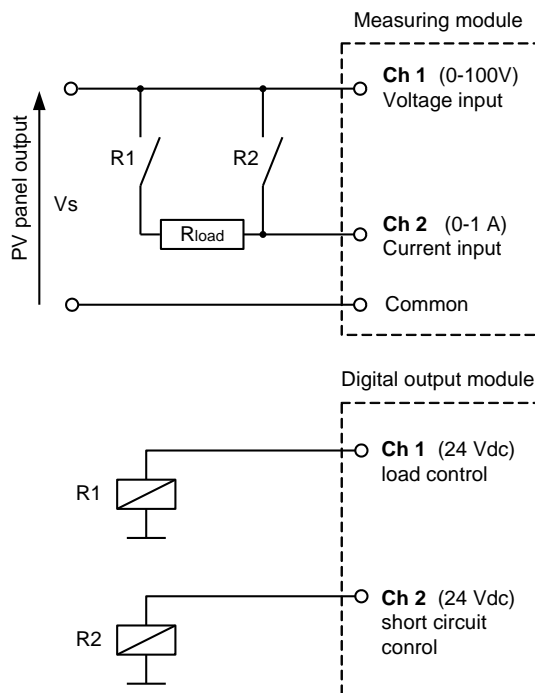 Measuring module
Ch 1 (0-100V)
Voltage input
R1
R2
PV panel output
Vs
Rload
Ch 2 (0-1 A)
Current input
Common
Digital output module
Ch 1 (24 Vdc)
load control
R1
Ch 2 (24 Vdc)
short circuit
conrol
R2